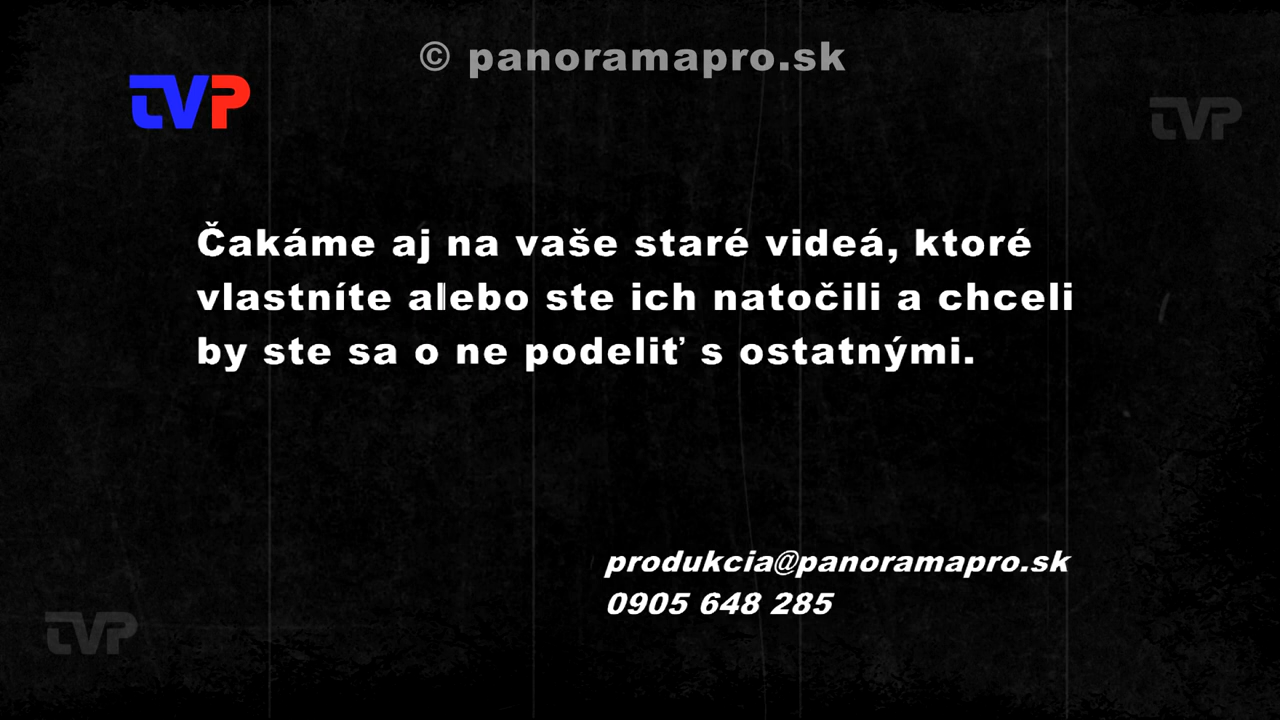 © panoramapro.sk
TVP
TVP
Čakáme aj na vaše staré videá, ktoré
vlastníte alebo ste ich natočili a chceli
by ste sa o ne podeliť s ostatnými.
produkcia@panoramapro.sk
0905 648 285
TVP